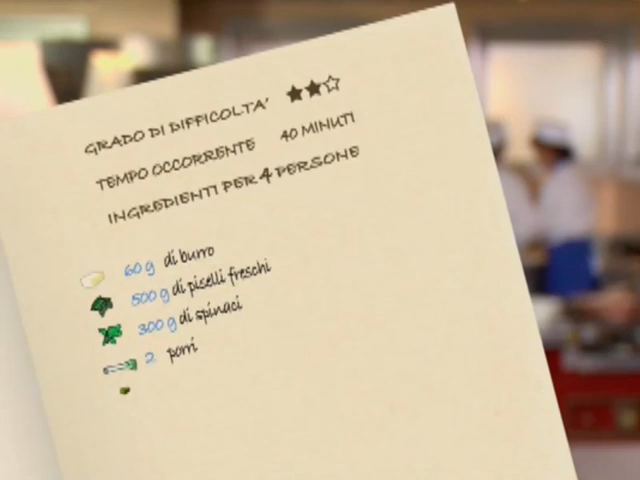 GRADO DI DIFFICOLTA'
TEMPO OCCORRENTE 40 MINUTI
INGREDIENTI PER 4 PERSONE
60 g di burro
500 g di piselli freschi
300 g di spinaci
2 porri